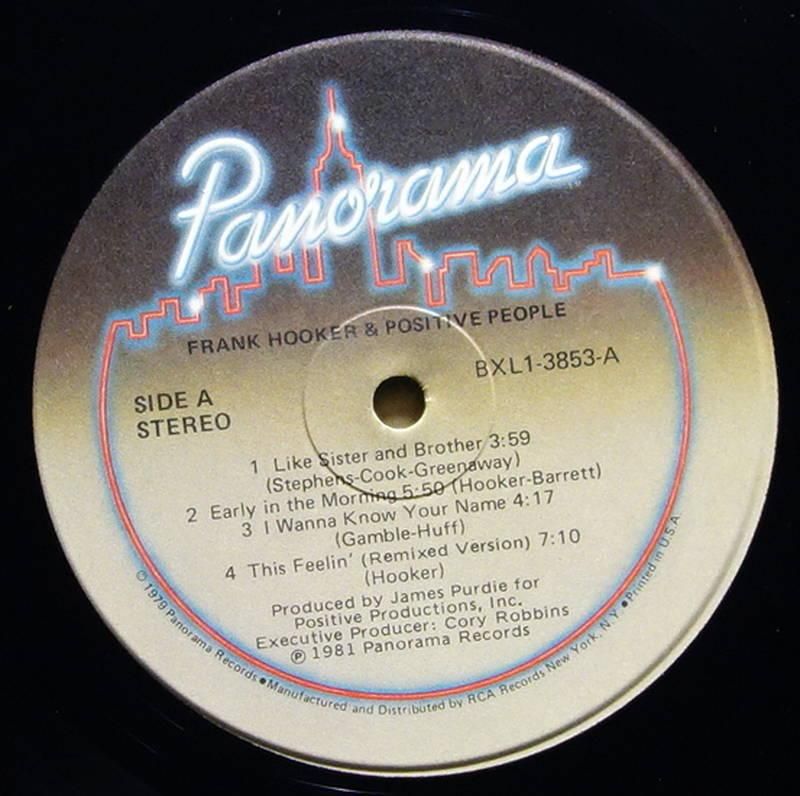 Panorama
FRANK HOOKER & POSITIVE PEOPLE
BXL1-3853-A
SIDE A
STEREO
1 Like Sister and Brother 3:59
(Stephens-Cook-Greenaway)
2 Early in the Morning 5:50 (Hooker-Barrett)
3 I Wanna Know Your Name 4:17
(Gamble-Huff)
4 This Feelin' (Remixed Version) 7:10
(Hooker)
Produced by James Purdie for
Positive Productions, Inc.
Executive Producer: Cory Robbins
℗ 1981 Panorama Records
© 1979 Panorama Records ● Manufactured and Distributed by RCA Records New York, N.Y. ● Printed in U.S.A.